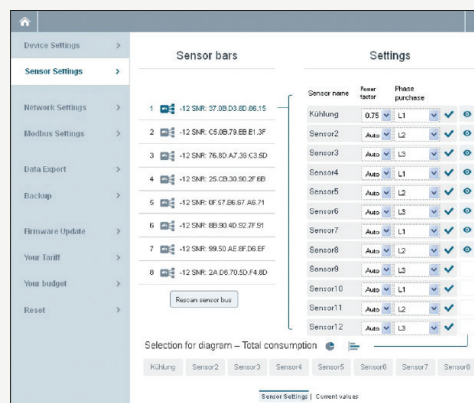 Device Settings >
Sensor Settings >
Network Settings >
Modbus Settings >
Data Export >
Backup >
Firmware Update >
Your Tariff >
Your budget >
Reset >
Sensor bars
1 -12 SNR: 37.0B.D3.8D.86.15
2 -12 SNR: C5.0B.79.EB.E1.3F
3 -12 SNR: 76.8D.A7.39.C3.5D
4 -12 SNR: 25.CB.30.90.2F.6B
5 -12 SNR: 0F.57.B6.67.A6.71
6 -12 SNR: 8B.90.4D.92.7F.51
7 -12 SNR: 99.50.AE.8F.D6.EF
8 -12 SNR: 2A.D6.70.5D.F4.8D
Rescan sensor bus
Settings
Sensor name Power factor Phase purchase
Kühlung 0.75 L1
Sensor2 Auto L2
Sensor3 Auto L3
Sensor4 Auto L1
Sensor5 Auto L2
Sensor6 Auto L3
Sensor7 Auto L1
Sensor8 Auto L2
Sensor9 Auto L3
Sensor10 Auto L1
Sensor11 Auto L2
Sensor12 Auto L3
Selection for diagram – Total consumption
Kühlung Sensor2 Sensor3 Sensor4 Sensor5 Sensor6 Sensor7 Sensor8
Sensor Settings | Current values